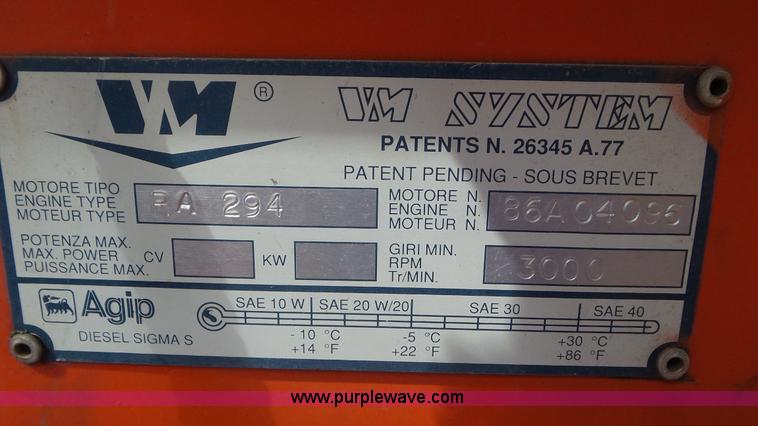 VM ® VM SYSTEM
PATENTS N. 26345 A.77
PATENT PENDING - SOUS BREVET
MOTORE TIPO
ENGINE TYPE
MOTEUR TYPE
RA 294
MOTORE N.
ENGINE N.
MOTEUR N.
86A04096
POTENZA MAX.
MAX. POWER
PUISSANCE MAX.
CV
KW
GIRI MIN.
RPM
Tr/MIN.
3000
Agip
DIESEL SIGMA S
SAE 10 W SAE 20 W/20 SAE 30 SAE 40
- 10 °C -5 °C +30 °C
+14 °F +22 °F +86 °F
www.purplewave.com